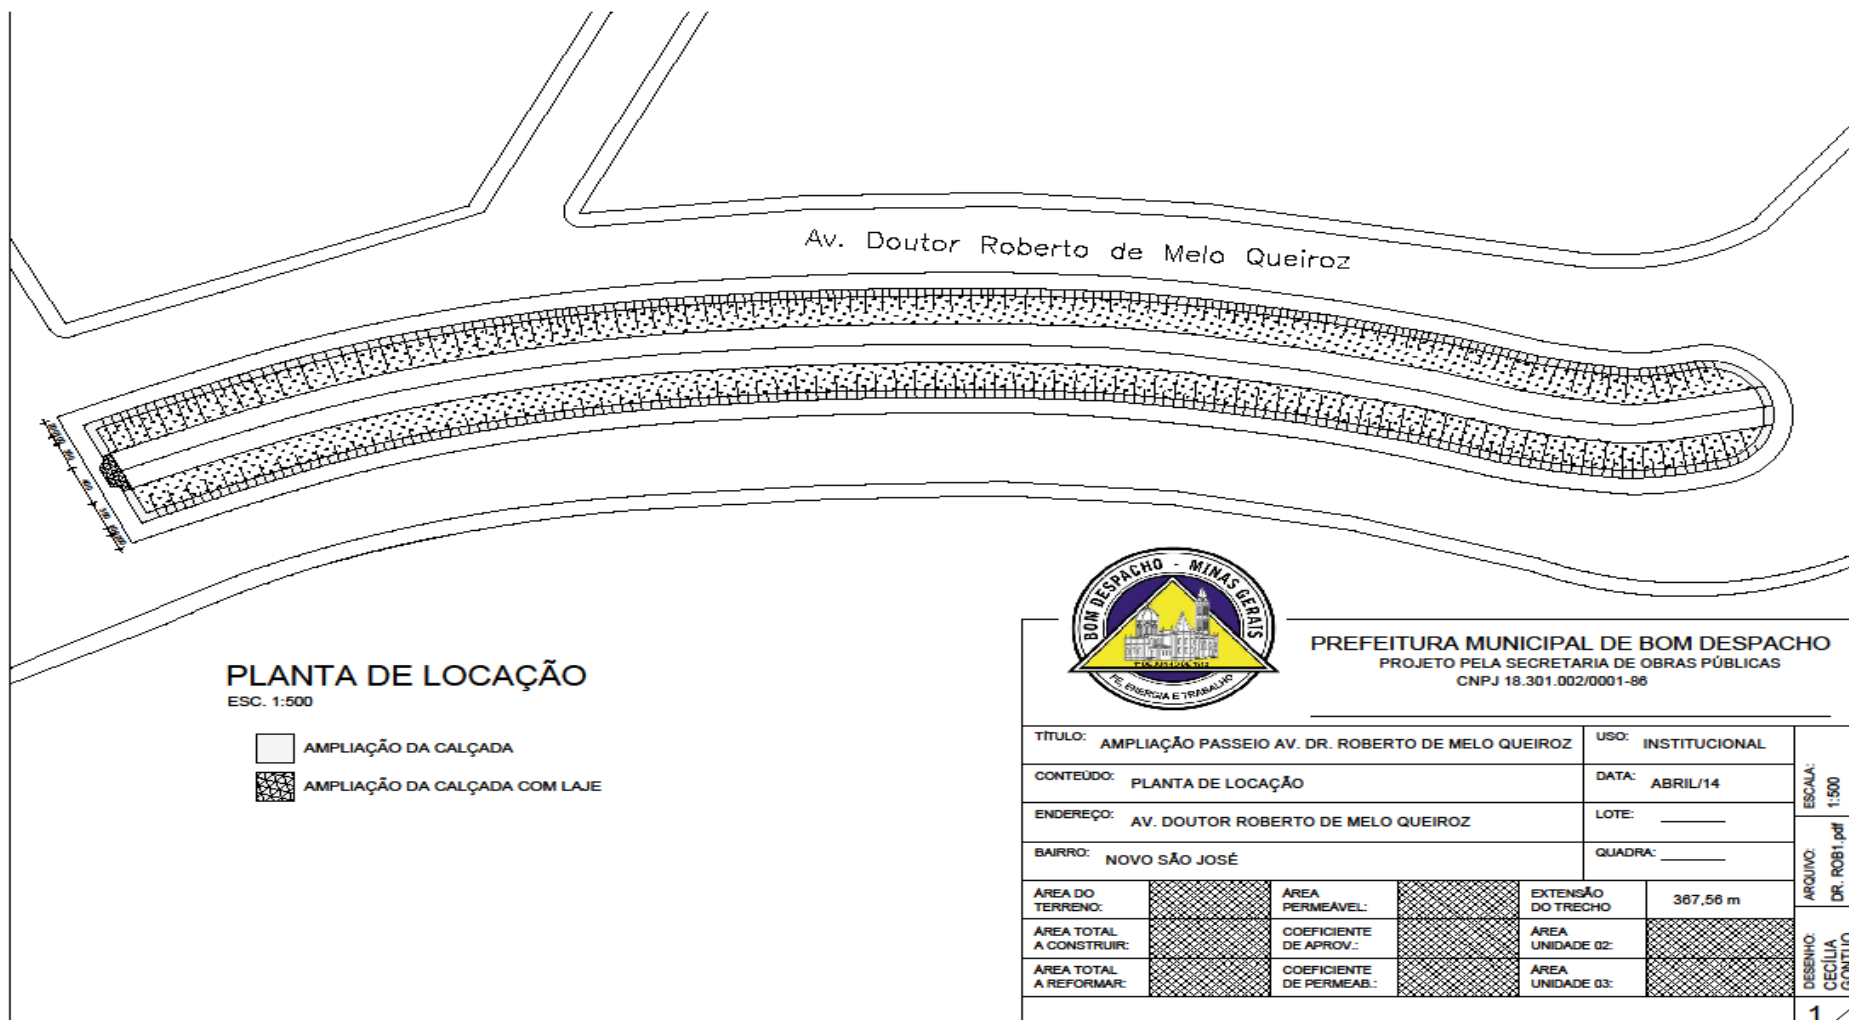 Av. Doutor Roberto de Melo Queiroz
PLANTA DE LOCAÇÃO
ESC. 1:500
AMPLIAÇÃO DA CALÇADA
AMPLIAÇÃO DA CALÇADA COM LAJE
BOM DESPACHO - MINAS GERAIS
FÉ, ENERGIA E TRABALHO
PREFEITURA MUNICIPAL DE BOM DESPACHO
PROJETO PELA SECRETARIA DE OBRAS PÚBLICAS
CNPJ 18.301.002/0001-86
TÍTULO: AMPLIAÇÃO PASSEIO AV. DR. ROBERTO DE MELO QUEIROZ
USO: INSTITUCIONAL
CONTEÚDO: PLANTA DE LOCAÇÃO
DATA: ABRIL/14
ENDEREÇO: AV. DOUTOR ROBERTO DE MELO QUEIROZ
LOTE:
BAIRRO: NOVO SÃO JOSÉ
QUADRA:
ÁREA DO
TERRENO:
ÁREA
PERMEÁVEL:
EXTENSÃO
DO TRECHO
367,56 m
ÁREA TOTAL
A CONSTRUIR:
COEFICIENTE
DE APROV.:
ÁREA
UNIDADE 02:
ÁREA TOTAL
A REFORMAR:
COEFICIENTE
DE PERMEAB.:
ÁREA
UNIDADE 03:
ESCALA:
1:500
ARQUIVO:
DR. ROB1.pdf
DESENHO:
CECÍLIA
GONTIJO
1